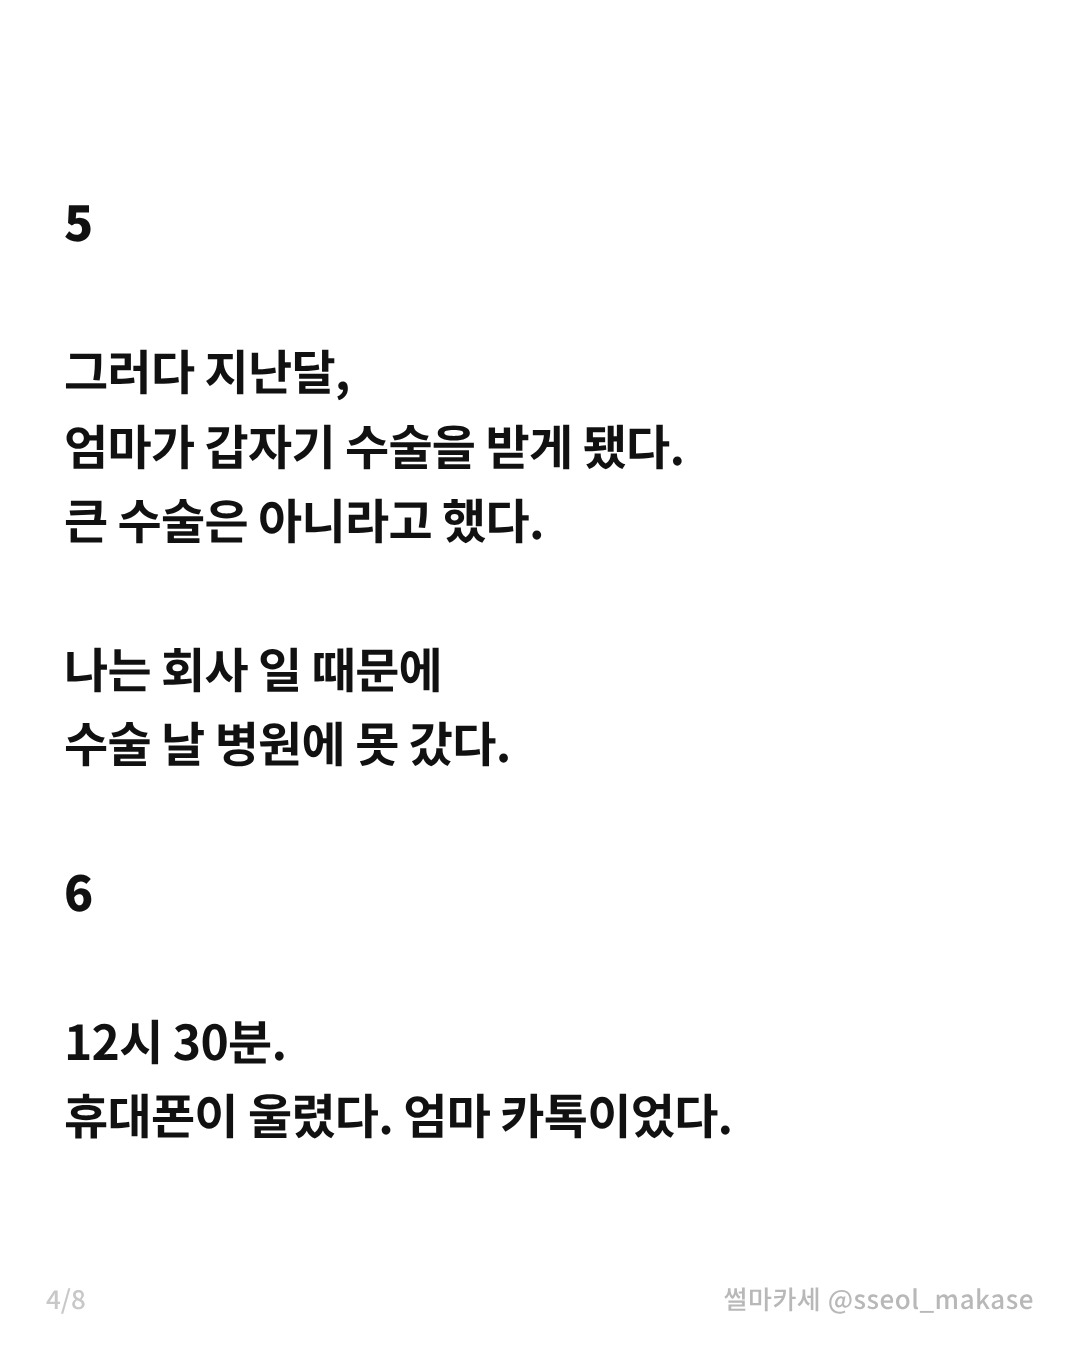 5
그러다 지난달,
엄마가 갑자기 수술을 받게 됐다.
큰 수술은 아니라고 했다.
나는 회사 일 때문에
수술 날 병원에 못 갔다.
6
12시 30분.
휴대폰이 울렸다. 엄마 카톡이었다.
4/8
썰마카세 @sseol_makase